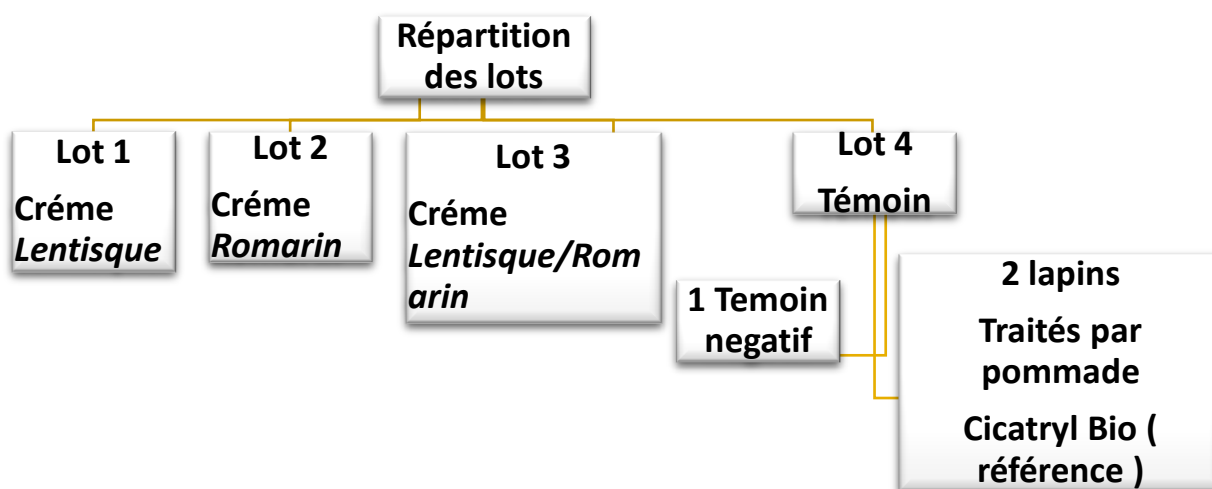 Répartition
des lots
Lot 1
Créme
Lentisque
Lot 2
Créme
Romarin
Lot 3
Créme
Lentisque/Rom
arin
Lot 4
Témoin
1 Temoin
negatif
2 lapins
Traités par
pommade
Cicatryl Bio (
référence )